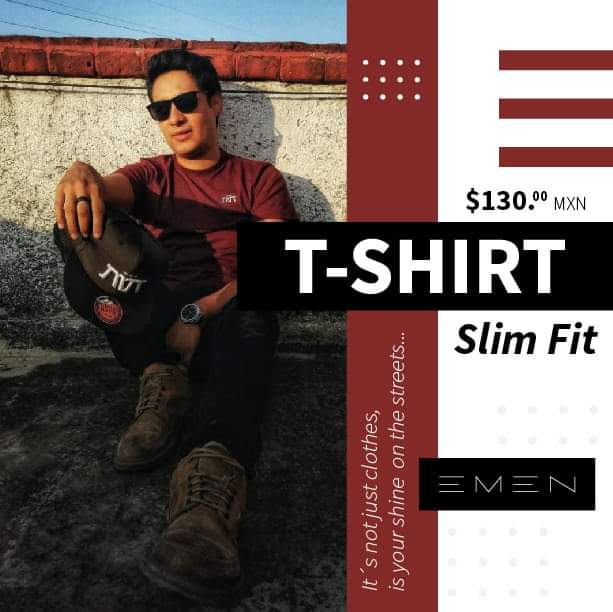 $130.00 MXN
T-SHIRT
Slim Fit
It´s not just clothes,
is your shine on the streets...
EMEN